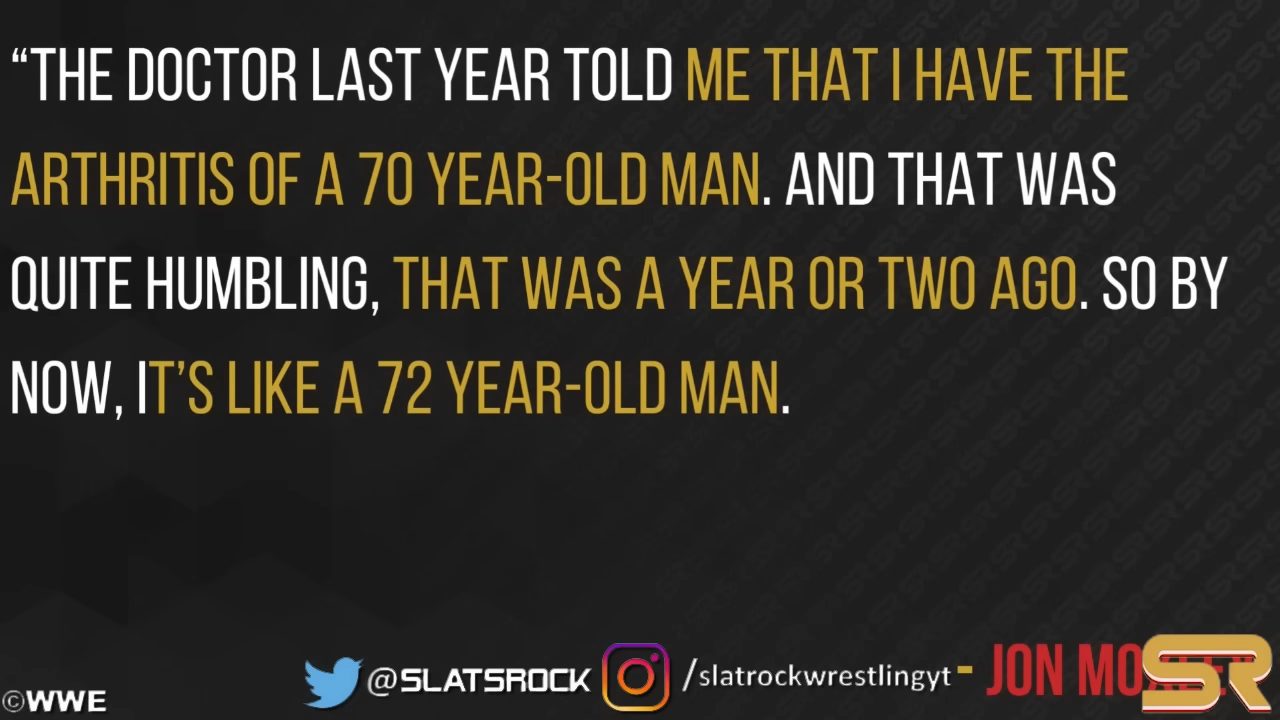 “THE DOCTOR LAST YEAR TOLD ME THAT I HAVE THE
ARTHRITIS OF A 70 YEAR-OLD MAN. AND THAT WAS
QUITE HUMBLING, THAT WAS A YEAR OR TWO AGO. SO BY
NOW, IT’S LIKE A 72 YEAR-OLD MAN.
©WWE @SLATSROCK /slatrockwrestlingyt - JON SR